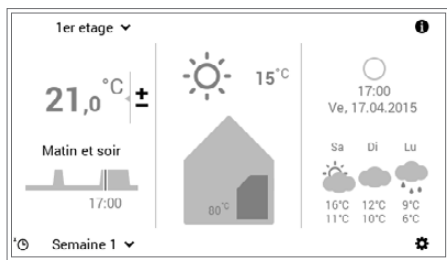 1er etage
21,0 °C ±
Matin et soir
17:00
Semaine 1
15°C
80°C
17:00
Ve, 17.04.2015
Sa Di Lu
16°C 12°C 9°C
11°C 10°C 6°C